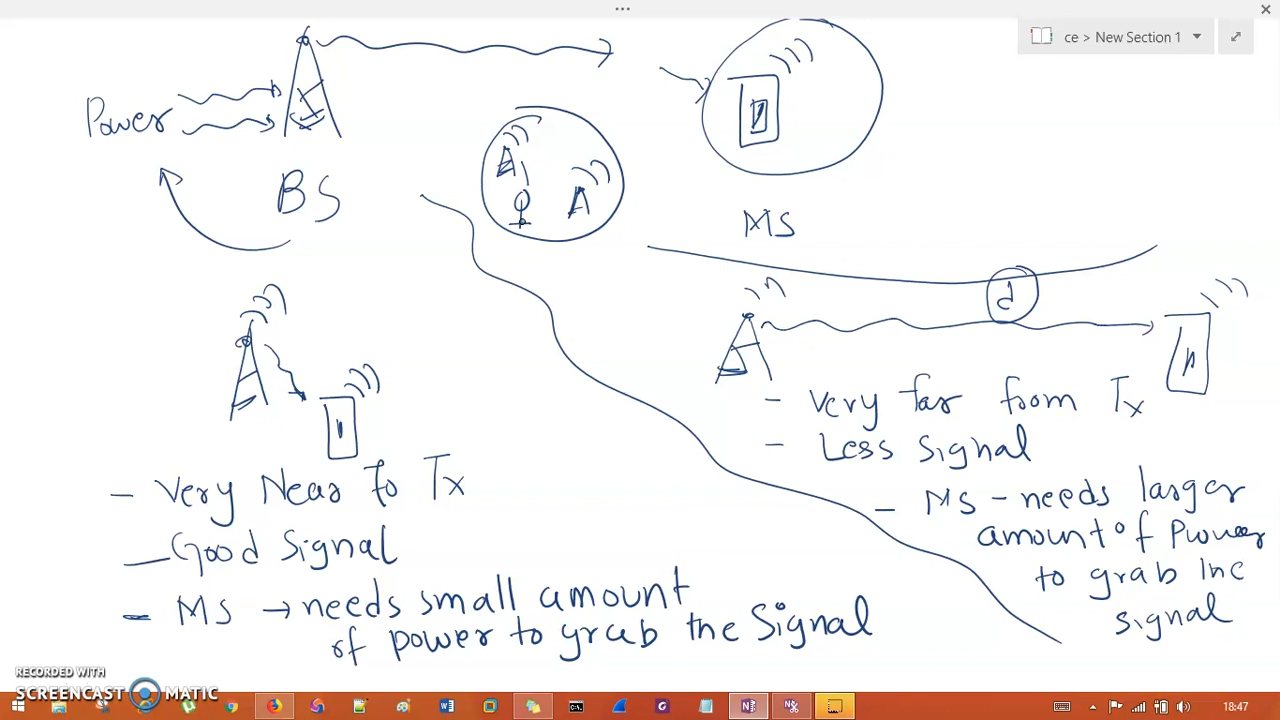 ce > New Section 1
Power
BS
MS
d
- Very far from Tx
- Less Signal
- MS - needs larger
amount of Power
to grab Inc
signal
- Very Near to Tx
- Good Signal
- MS → needs small amount
of power to grab the Signal
RECORDED WITH
SCREENCAST MATIC
18:47